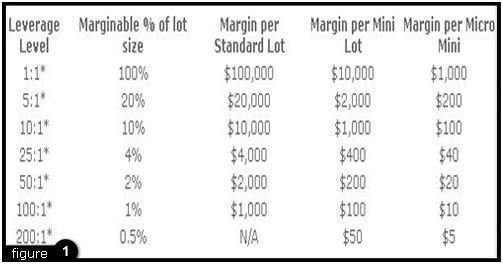 Leverage Level Marginable % of lot size Margin per Standard Lot Margin per Mini Lot Margin per Micro Mini
1:1* 100% $100,000 $10,000 $1,000
5:1* 20% $20,000 $2,000 $200
10:1* 10% $10,000 $1,000 $100
25:1* 4% $4,000 $400 $40
50:1* 2% $2,000 $200 $20
100:1* 1% $1,000 $100 $10
200:1* 0.5% N/A $50 $5
figure 1